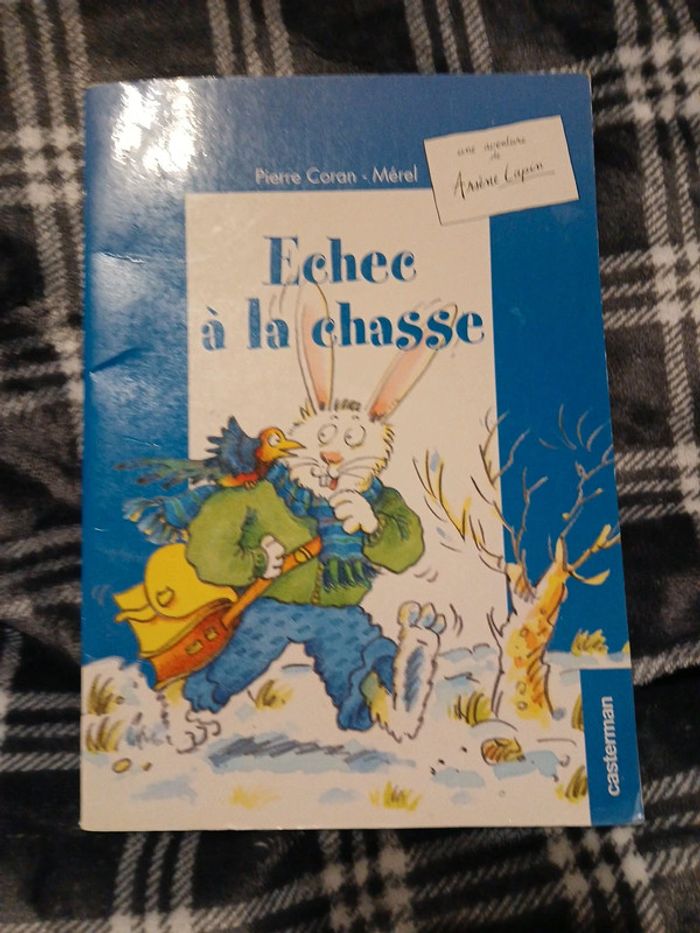 Pierre Coran - Mérel
une aventure
de
Arsène Lapin
Echec
à la chasse
casterman